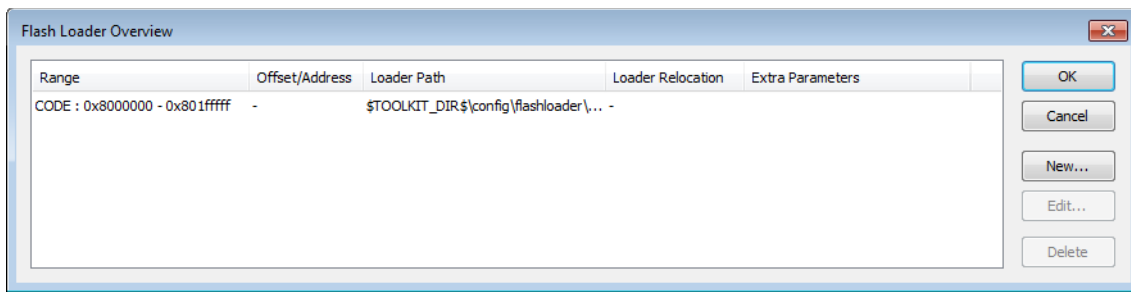 Flash Loader Overview
Range Offset/Address Loader Path Loader Relocation Extra Parameters
CODE : 0x8000000 - 0x801fffff - $TOOLKIT_DIR$\config\flashloader\... -
OK
Cancel
New...
Edit...
Delete